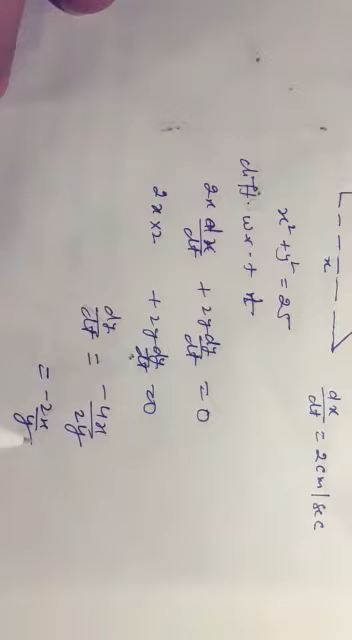 x
dx/dt = 2cm/sec
x² + y² = 25
diff. w.r.t t
2x dx/dt + 2y dy/dt = 0
2x×2 + 2y dy/dt = 0
dy/dt = -4x/2y
= -2x/y